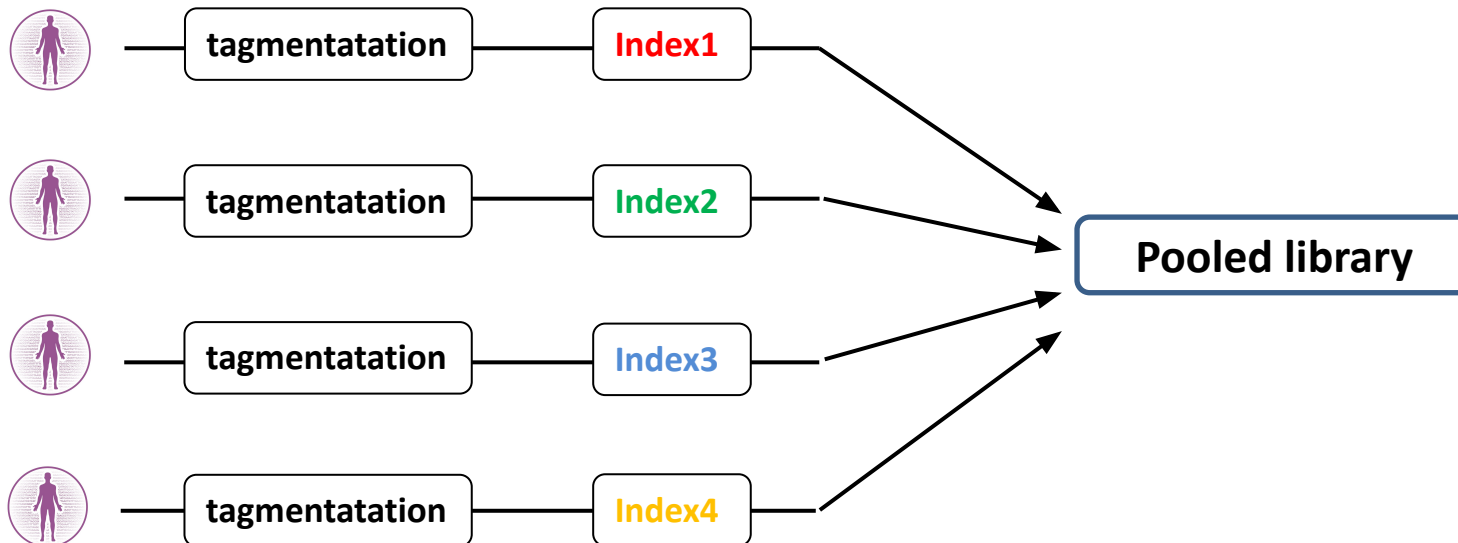 tagmentatation
Index1
tagmentatation
Index2
Pooled library
tagmentatation
Index3
tagmentatation
Index4